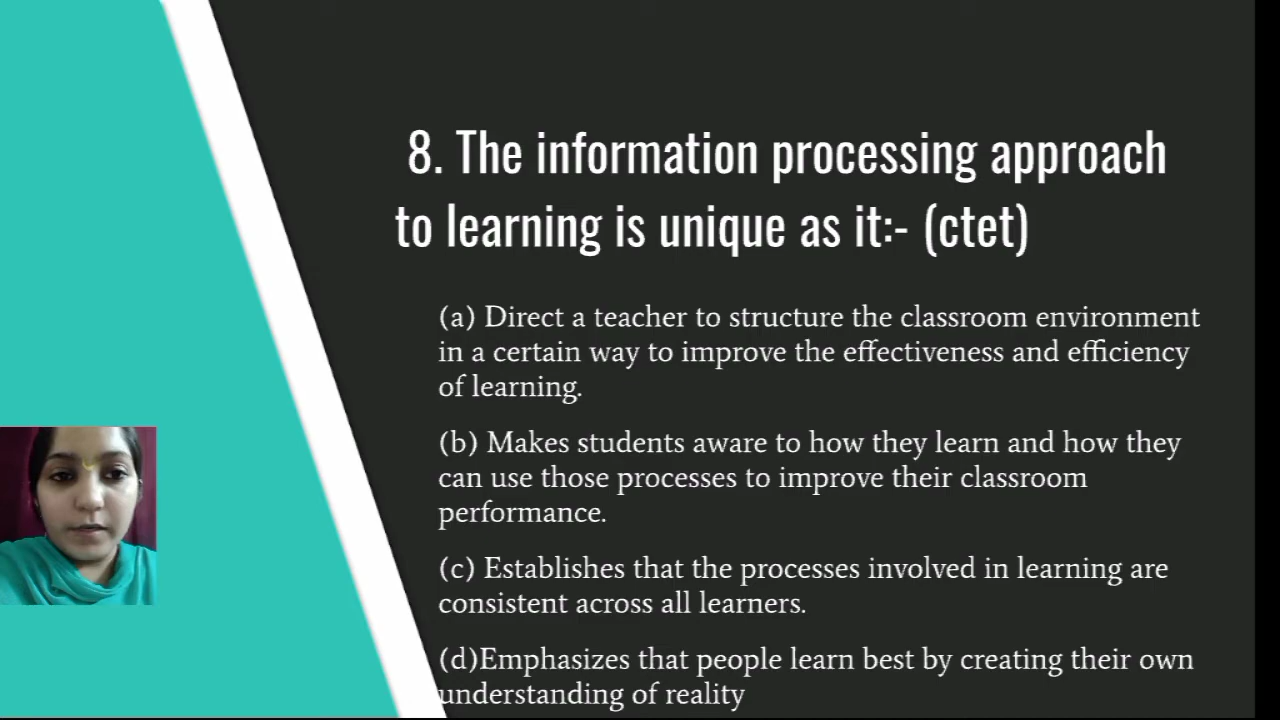 8. The information processing approach
to learning is unique as it:- (ctet)
(a) Direct a teacher to structure the classroom environment
in a certain way to improve the effectiveness and efficiency
of learning.
(b) Makes students aware to how they learn and how they
can use those processes to improve their classroom
performance.
(c) Establishes that the processes involved in learning are
consistent across all learners.
(d)Emphasizes that people learn best by creating their own
understanding of reality